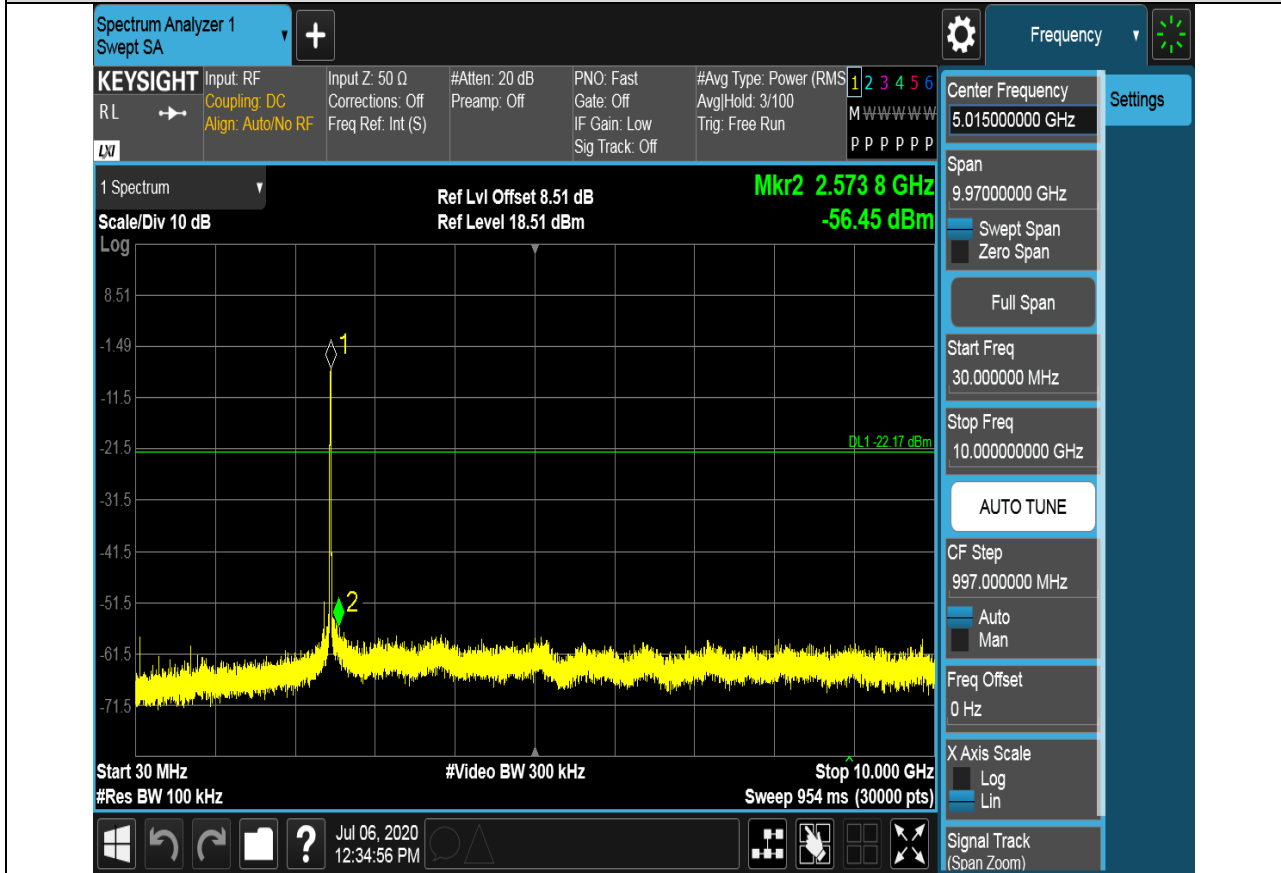 Spectrum Analyzer 1
Swept SA
+
Frequency
KEYSIGHT
R L
LXI
Input: RF
Coupling: DC
Align: Auto/No RF
Input Z: 50 Ω
Corrections: Off
Freq Ref: Int (S)
#Atten: 20 dB
Preamp: Off
PNO: Fast
Gate: Off
IF Gain: Low
Sig Track: Off
#Avg Type: Power (RMS
Avg|Hold: 3/100
Trig: Free Run
1 2 3 4 5 6
M W W W W W
P P P P P P
1 Spectrum
Scale/Div 10 dB
Log
Ref Lvl Offset 8.51 dB
Ref Level 18.51 dBm
Mkr2 2.573 8 GHz
-56.45 dBm
8.51
-1.49
-11.5
-21.5
-31.5
-41.5
-51.5
-61.5
-71.5
1
2
DL1 -22.17 dBm
Start 30 MHz
#Res BW 100 kHz
#Video BW 300 kHz
Stop 10.000 GHz
Sweep 954 ms (30000 pts)
?
Jul 06, 2020
12:34:56 PM
Center Frequency
5.015000000 GHz
Span
9.97000000 GHz
Swept Span
Zero Span
Full Span
Start Freq
30.000000 MHz
Stop Freq
10.000000000 GHz
AUTO TUNE
CF Step
997.000000 MHz
Auto
Man
Freq Offset
0 Hz
X Axis Scale
Log
Lin
Signal Track
(Span Zoom)
Settings